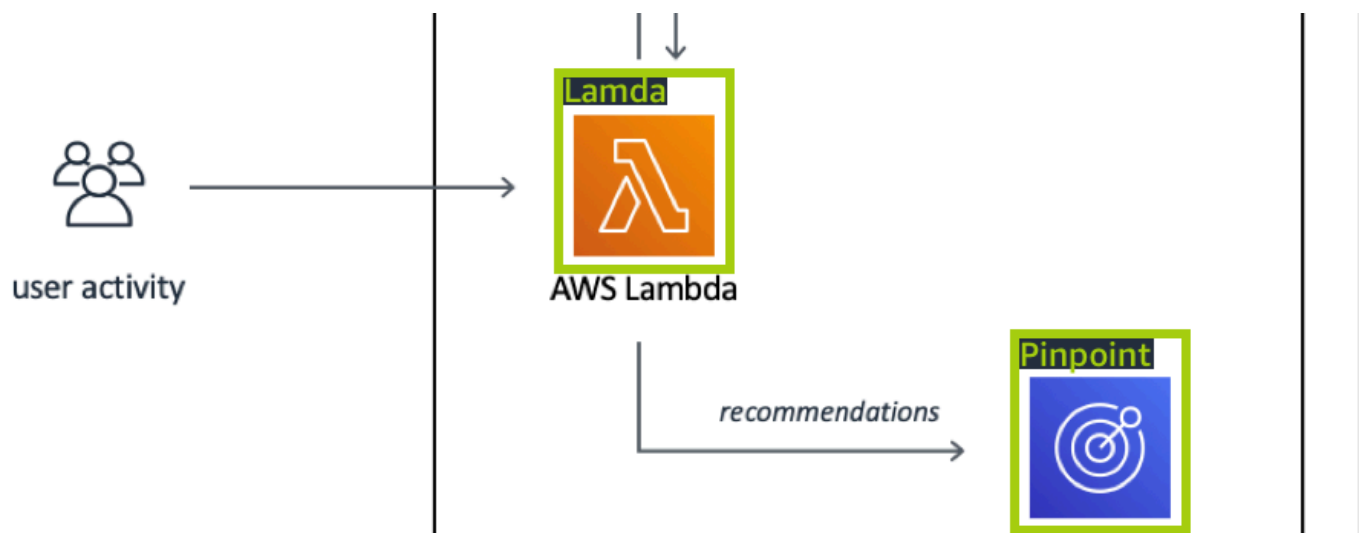 Lamda
user activity
AWS Lambda
Pinpoint
recommendations